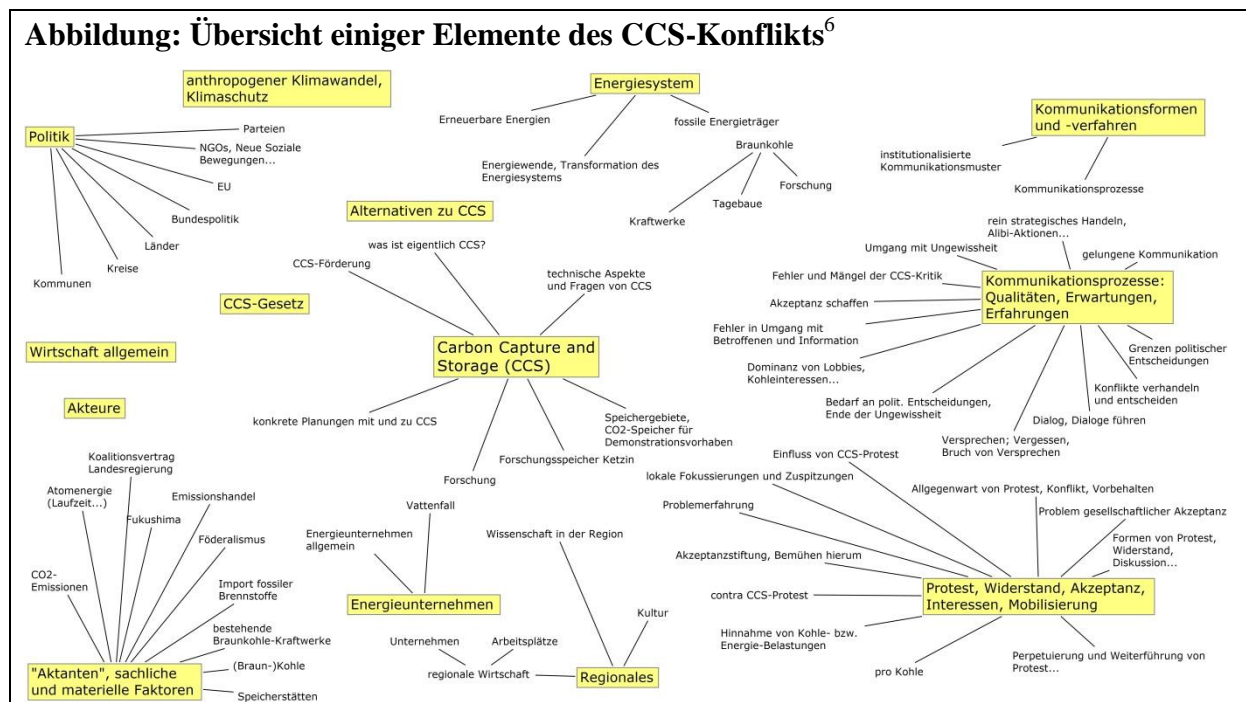 Abbildung: Übersicht einiger Elemente des CCS-Konflikts6
anthropogener Klimawandel,
Klimaschutz
Politik
Parteien
NGOs, Neue Soziale
Bewegungen...
EU
Bundespolitik
Länder
Kreise
Kommunen
Energiesystem
Erneuerbare Energien
fossile Energieträger
Energiewende, Transformation des
Energiesystems
Braunkohle
Forschung
Tagebaue
Kraftwerke
Kommunikationsformen
und -verfahren
institutionalisierte
Kommunikationsmuster
Kommunikationsprozesse
Alternativen zu CCS
CCS-Gesetz
Wirtschaft allgemein
Akteure
was ist eigentlich CCS?
CCS-Förderung
technische Aspekte
und Fragen von CCS
Carbon Capture and
Storage (CCS)
konkrete Planungen mit und zu CCS
Speichergebiete,
CO2-Speicher für
Demonstrationsvorhaben
Forschungsspeicher Ketzin
Forschung
rein strategisches Handeln,
Alibi-Aktionen...
Umgang mit Ungewissheit
gelungene Kommunikation
Fehler und Mängel der CCS-Kritik
Kommunikationsprozesse:
Qualitäten, Erwartungen,
Erfahrungen
Akzeptanz schaffen
Fehler in Umgang mit
Betroffenen und Information
Dominanz von Lobbies,
Kohleinteressen...
Grenzen politischer
Entscheidungen
Konflikte verhandeln
und entscheiden
Bedarf an polit. Entscheidungen,
Ende der Ungewissheit
Dialog, Dialoge führen
Versprechen; Vergessen,
Bruch von Versprechen
Koalitionsvertrag
Landesregierung
Atomenergie
(Laufzeit...)
Emissionshandel
Fukushima
Föderalismus
CO2-
Emissionen
Import fossiler
Brennstoffe
bestehende
Braunkohle-Kraftwerke
(Braun-)Kohle
Speicherstätten
"Aktanten", sachliche
und materielle Faktoren
Vattenfall
Energieunternehmen
allgemein
Energieunternehmen
Wissenschaft in der Region
Kultur
Unternehmen
Arbeitsplätze
regionale Wirtschaft
Regionales
Einfluss von CCS-Protest
lokale Fokussierungen und Zuspitzungen
Allgegenwart von Protest, Konflikt, Vorbehalten
Problemerfahrung
Problem gesellschaftlicher Akzeptanz
Formen von Protest,
Widerstand,
Diskussion...
Akzeptanzstiftung, Bemühen hierum
Protest, Widerstand, Akzeptanz,
Interessen, Mobilisierung
contra CCS-Protest
Hinnahme von Kohle- bzw.
Energie-Belastungen
pro Kohle
Perpetuierung und Weiterführung von
Protest...